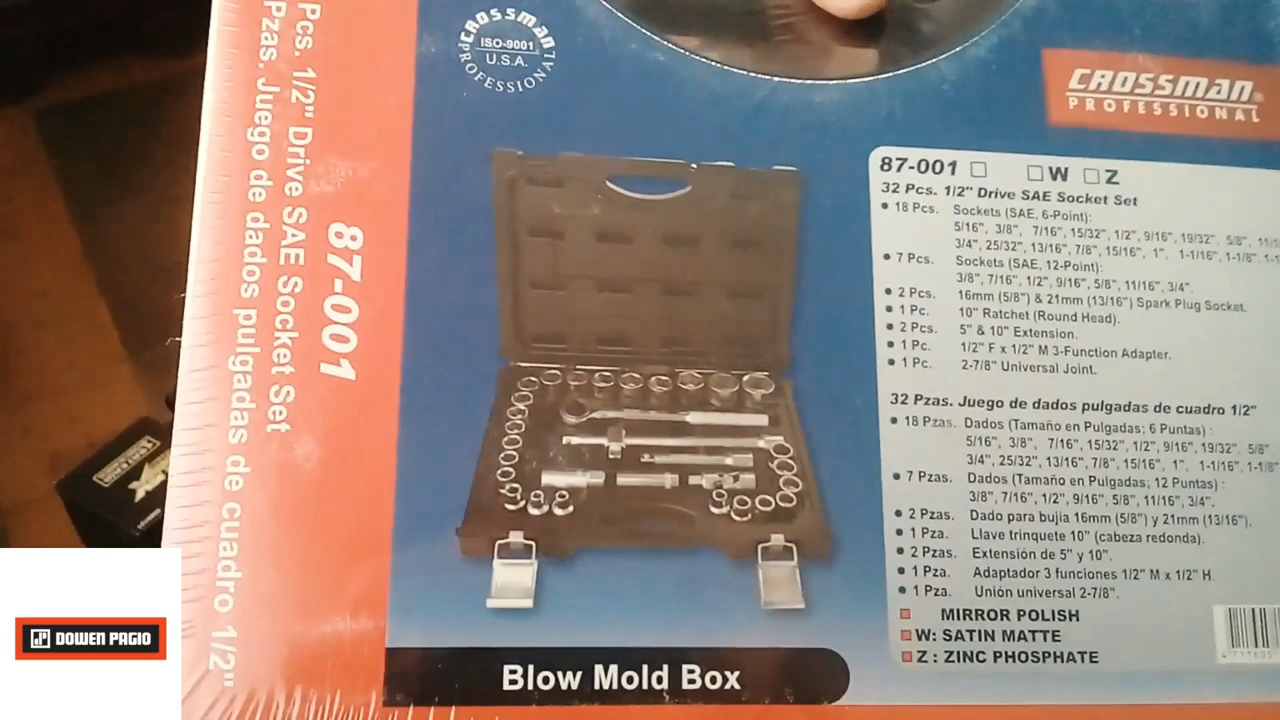 Pcs. 1/2" Drive SAE Socket Set
Pzas. Juego de dados pulgadas de cuadro 1/2"
87-001
CROSSMAN
ISO-9001
U.S.A.
PROFESSIONAL
CROSSMAN®
PROFESSIONAL
87-001 □ □W □Z
32 Pcs. 1/2" Drive SAE Socket Set
• 18 Pcs. Sockets (SAE, 6-Point):
5/16", 3/8", 7/16", 15/32", 1/2", 9/16", 19/32", 5/8",
3/4", 25/32", 13/16", 7/8", 15/16", 1", 1-1/16", 1-1/8",
• 7 Pcs. Sockets (SAE, 12-Point):
3/8", 7/16", 1/2", 9/16", 5/8", 11/16", 3/4".
• 2 Pcs. 16mm (5/8") & 21mm (13/16") Spark Plug Socket.
• 1 Pc. 10" Ratchet (Round Head).
• 2 Pcs. 5" & 10" Extension.
• 1 Pc. 1/2" F x 1/2" M 3-Function Adapter.
• 1 Pc. 2-7/8" Universal Joint.
32 Pzas. Juego de dados pulgadas de cuadro 1/2"
• 18 Pzas. Dados (Tamaño en Pulgadas; 6 Puntos) :
5/16", 3/8", 7/16", 15/32", 1/2", 9/16", 19/32", 5/8"
3/4", 25/32", 13/16", 7/8", 15/16", 1", 1-1/16", 1-1/8"
• 7 Pzas. Dados (Tamaño en Pulgadas; 12 Puntos) :
3/8", 7/16", 1/2", 9/16", 5/8", 11/16", 3/4".
• 2 Pzas. Dado para bujia 16mm (5/8") y 21mm (13/16").
• 1 Pza. Llave trinquete 10" (cabeza redonda).
• 2 Pzas. Extensión de 5" y 10".
• 1 Pza. Adaptador 3 funciones 1/2" M x 1/2" H.
• 1 Pza. Unión universal 2-7/8".
MIRROR POLISH
W: SATIN MATTE
Z : ZINC PHOSPHATE
Blow Mold Box
DOWEN PAGIO